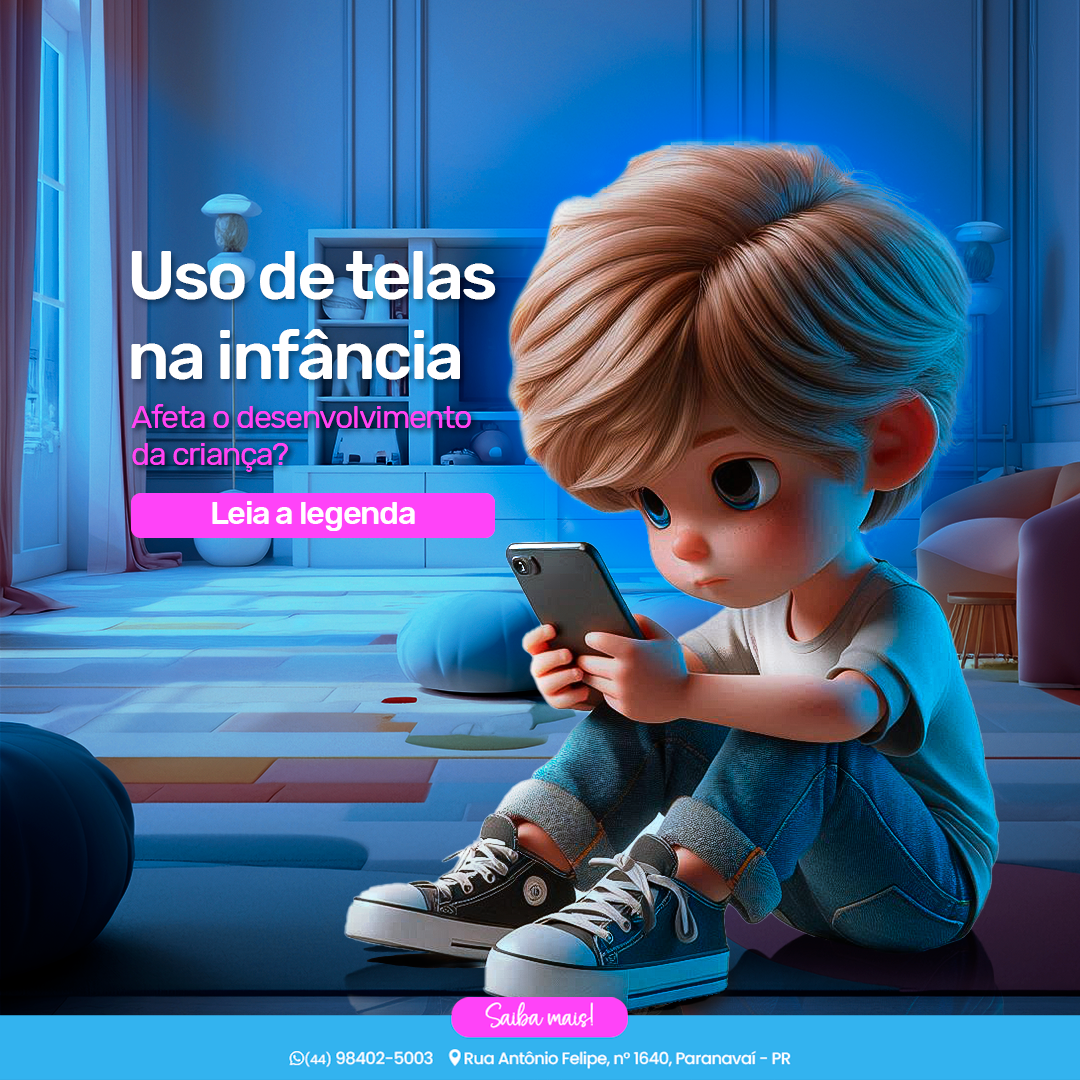 Uso de telas
na infância
Afeta o desenvolvimento
da criança?
Leia a legenda
Saiba mais!
(44) 98402-5003 Rua Antônio Felipe, nº 1640, Paranavaí - PR